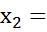 x₂ =